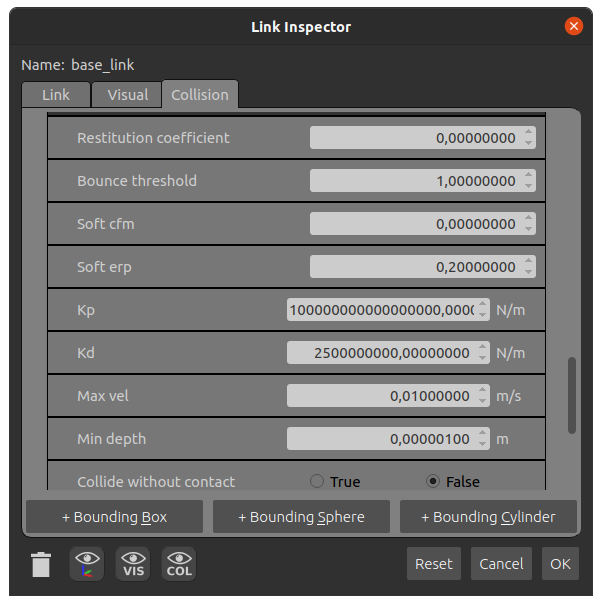 Link Inspector
Name: base_link
Link Visual Collision
Restitution coefficient 0,00000000
Bounce threshold 1,00000000
Soft cfm 0,00000000
Soft erp 0,20000000
Kp 100000000000000000,0000 N/m
Kd 2500000000,00000000 N/m
Max vel 0,01000000 m/s
Min depth 0,00000100 m
Collide without contact True False
+ Bounding Box + Bounding Sphere + Bounding Cylinder
VIS COL Reset Cancel OK